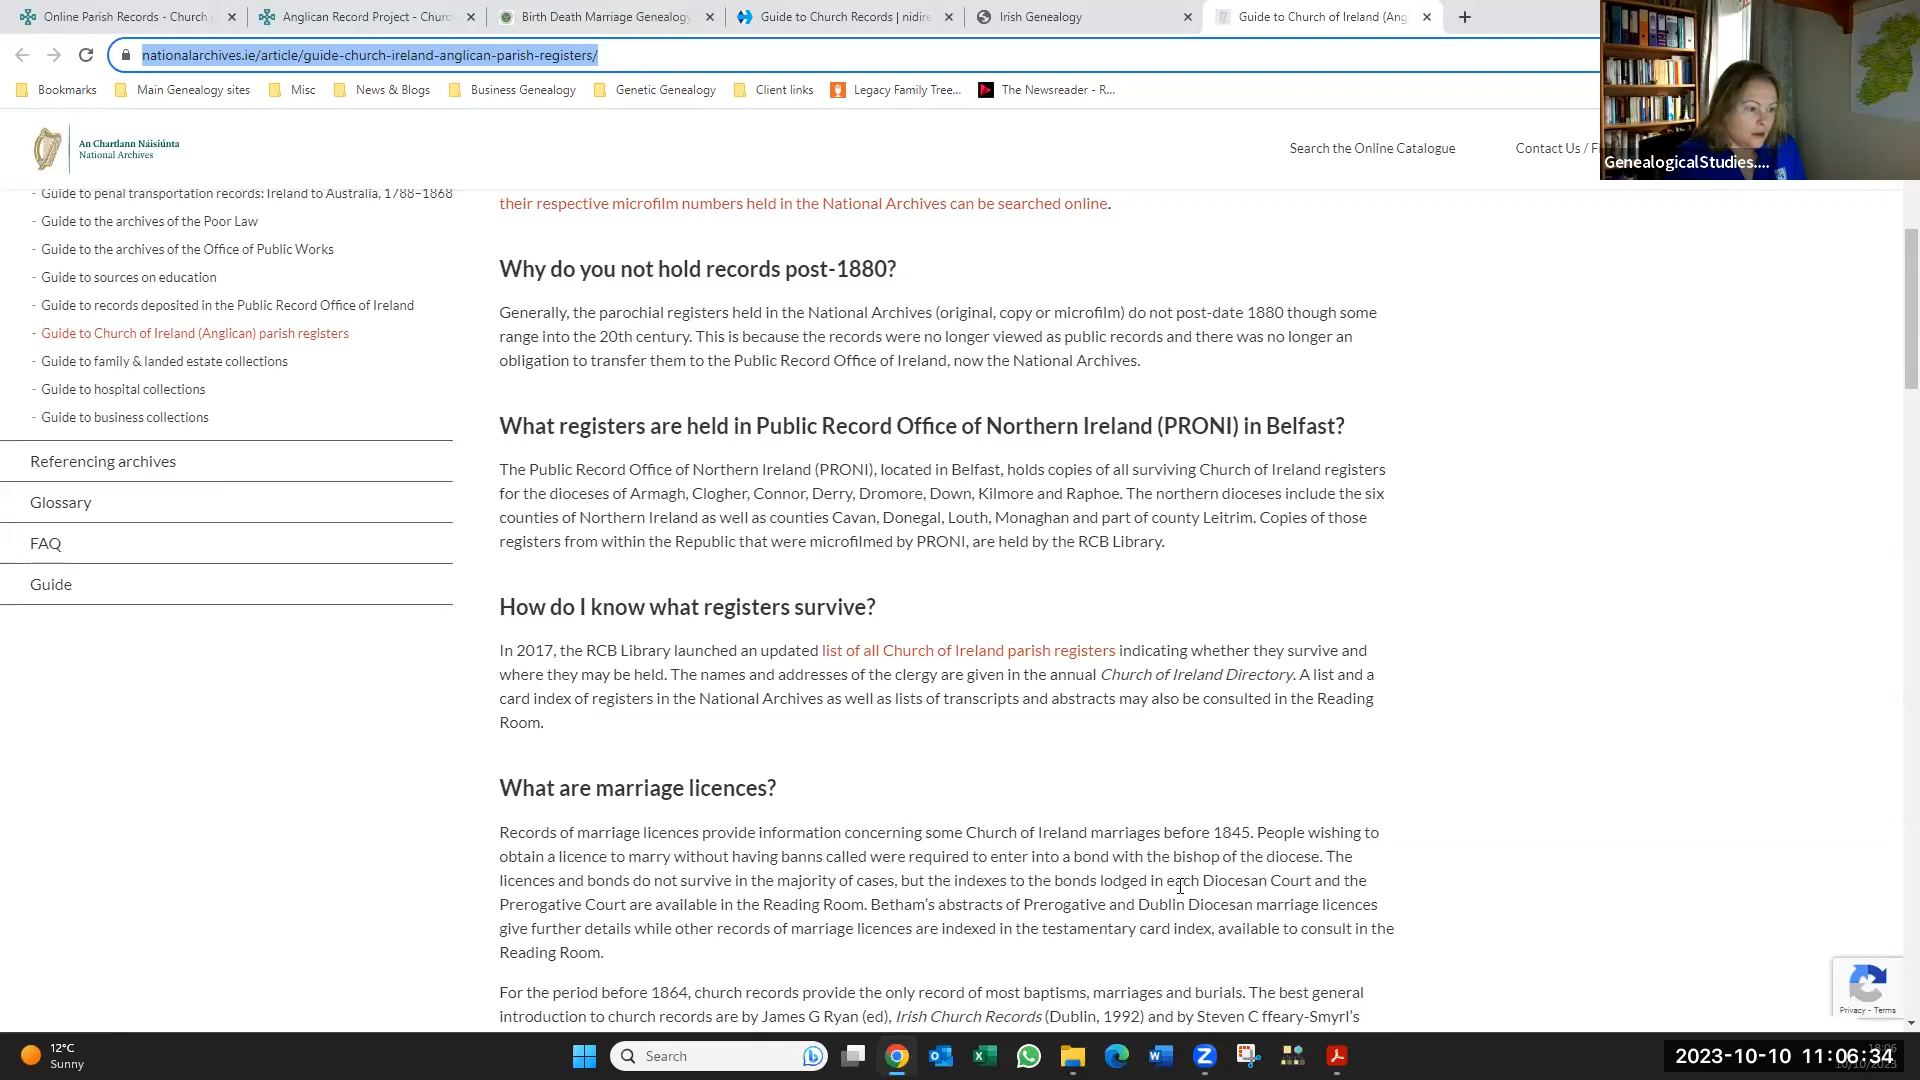 Online Parish Records - Church
Anglican Record Project - Churc
Birth Death Marriage Genealogy
Guide to Church Records | nidire
Irish Genealogy
Guide to Church of Ireland (Ang
nationalarchives.ie/article/guide-church-ireland-anglican-parish-registers/
Bookmarks
Main Genealogy sites
Misc
News & Blogs
Business Genealogy
Genetic Genealogy
Client links
Legacy Family Tree...
The Newsreader - R...
An Chartlann Náisiúnta
National Archives
Search the Online Catalogue
Contact Us / F
GenealogicalStudies....
- Guide to penal transportation records: Ireland to Australia, 1788–1868
- Guide to the archives of the Poor Law
- Guide to the archives of the Office of Public Works
- Guide to sources on education
- Guide to records deposited in the Public Record Office of Ireland
- Guide to Church of Ireland (Anglican) parish registers
- Guide to family & landed estate collections
- Guide to hospital collections
- Guide to business collections
Referencing archives
Glossary
FAQ
Guide
their respective microfilm numbers held in the National Archives can be searched online.
Why do you not hold records post-1880?
Generally, the parochial registers held in the National Archives (original, copy or microfilm) do not post-date 1880 though some
range into the 20th century. This is because the records were no longer viewed as public records and there was no longer an
obligation to transfer them to the Public Record Office of Ireland, now the National Archives.
What registers are held in Public Record Office of Northern Ireland (PRONI) in Belfast?
The Public Record Office of Northern Ireland (PRONI), located in Belfast, holds copies of all surviving Church of Ireland registers
for the dioceses of Armagh, Clogher, Connor, Derry, Dromore, Down, Kilmore and Raphoe. The northern dioceses include the six
counties of Northern Ireland as well as counties Cavan, Donegal, Louth, Monaghan and part of county Leitrim. Copies of those
registers from within the Republic that were microfilmed by PRONI, are held by the RCB Library.
How do I know what registers survive?
In 2017, the RCB Library launched an updated list of all Church of Ireland parish registers indicating whether they survive and
where they may be held. The names and addresses of the clergy are given in the annual Church of Ireland Directory. A list and a
card index of registers in the National Archives as well as lists of transcripts and abstracts may also be consulted in the Reading
Room.
What are marriage licences?
Records of marriage licences provide information concerning some Church of Ireland marriages before 1845. People wishing to
obtain a licence to marry without having banns called were required to enter into a bond with the bishop of the diocese. The
licences and bonds do not survive in the majority of cases, but the indexes to the bonds lodged in each Diocesan Court and the
Prerogative Court are available in the Reading Room. Betham’s abstracts of Prerogative and Dublin Diocesan marriage licences
give further details while other records of marriage licences are indexed in the testamentary card index, available to consult in the
Reading Room.
For the period before 1864, church records provide the only record of most baptisms, marriages and burials. The best general
introduction to church records are by James G Ryan (ed), Irish Church Records (Dublin, 1992) and by Steven C ffeary-Smyrl’s
Privacy - Terms
12°C
Sunny
Search
2023-10-10 11:06:34